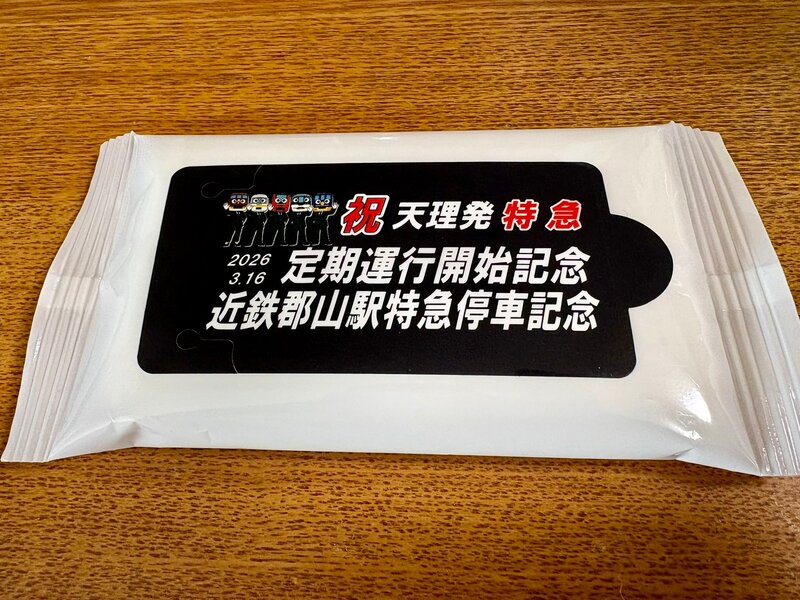 祝 天理発 特急
2026
3.16 定期運行開始記念
近鉄郡山駅特急停車記念